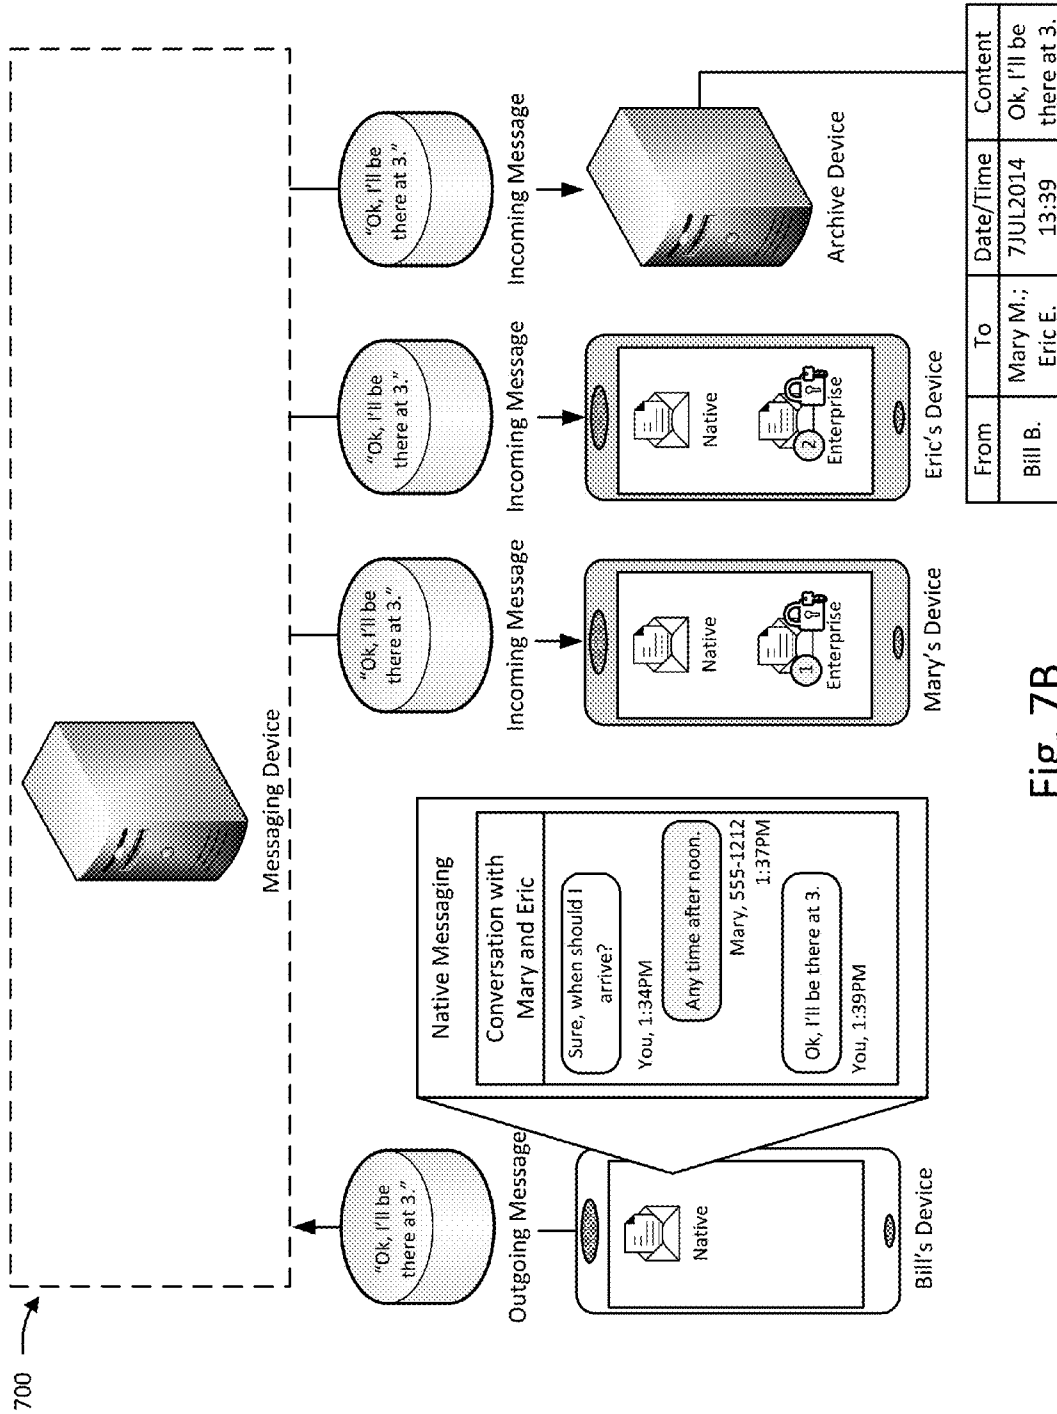 700
Messaging Device
"Ok, I'll be
there at 3."
Outgoing Message
"Ok, I'll be
there at 3."
Incoming Message
"Ok, I'll be
there at 3."
Incoming Message
"Ok, I'll be
there at 3."
Incoming Message
Native
Bill's Device
Native Messaging
Conversation with
Mary and Eric
Sure, when should I
arrive?
You, 1:34PM
Any time after noon.
Mary, 555-1212
1:37PM
Ok, I'll be there at 3.
You, 1:39PM
Native
1
Enterprise
Mary's Device
Native
2
Enterprise
Eric's Device
Archive Device
From To Date/Time Content
Bill B. Mary M.; 7JUL2014 Ok, I'll be
Eric E. 13:39 there at 3.
Fig. 7B